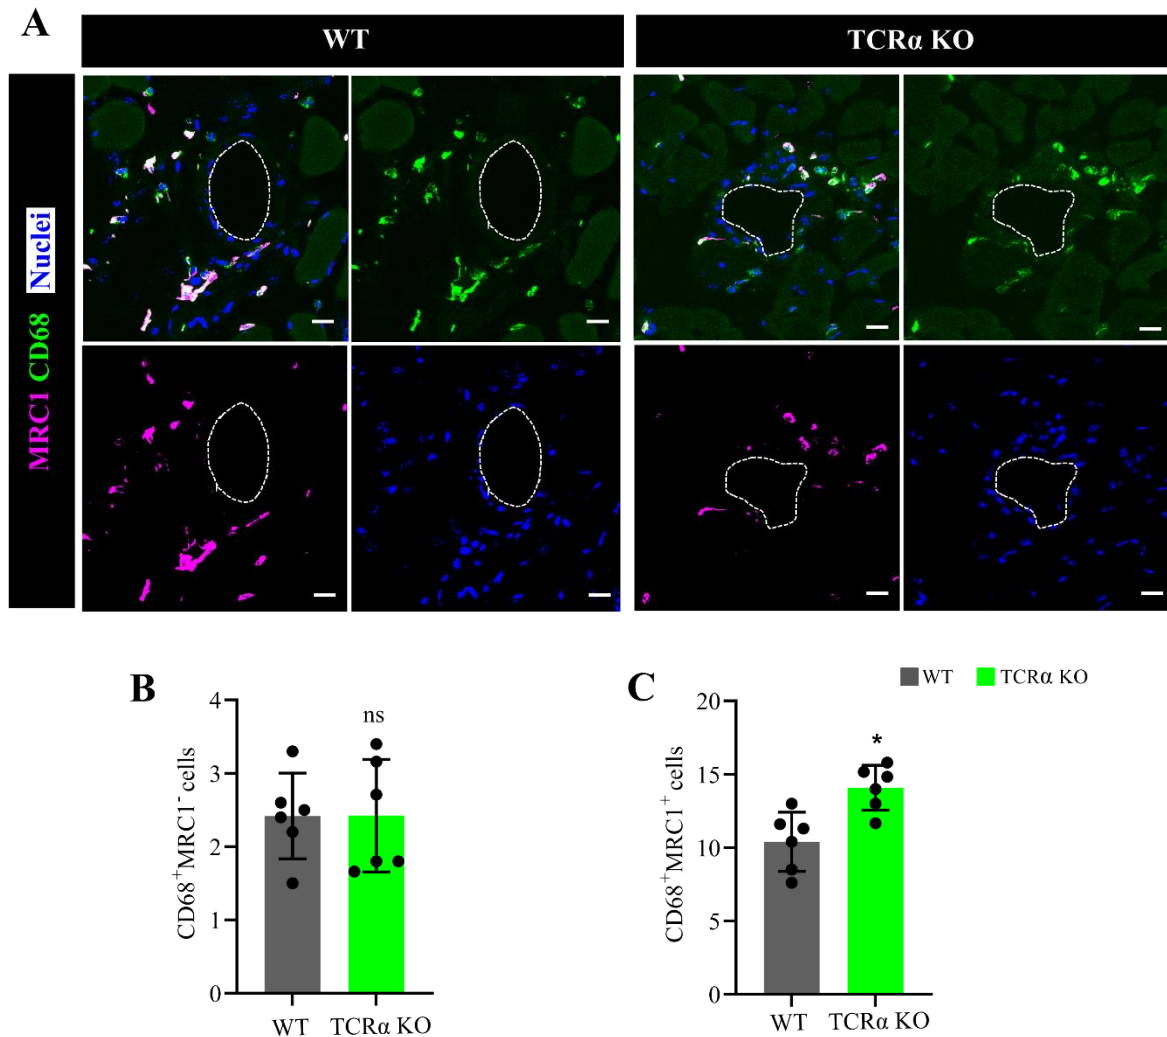 A
WT
TCRα KO
MRC1 CD68 Nuclei
B
C
WT
TCRα KO
CD68⁺MRC1⁻ cells
4
3
2
1
0
ns
WT
TCRα KO
CD68⁺MRC1⁺ cells
20
15
10
5
0
*
WT
TCRα KO